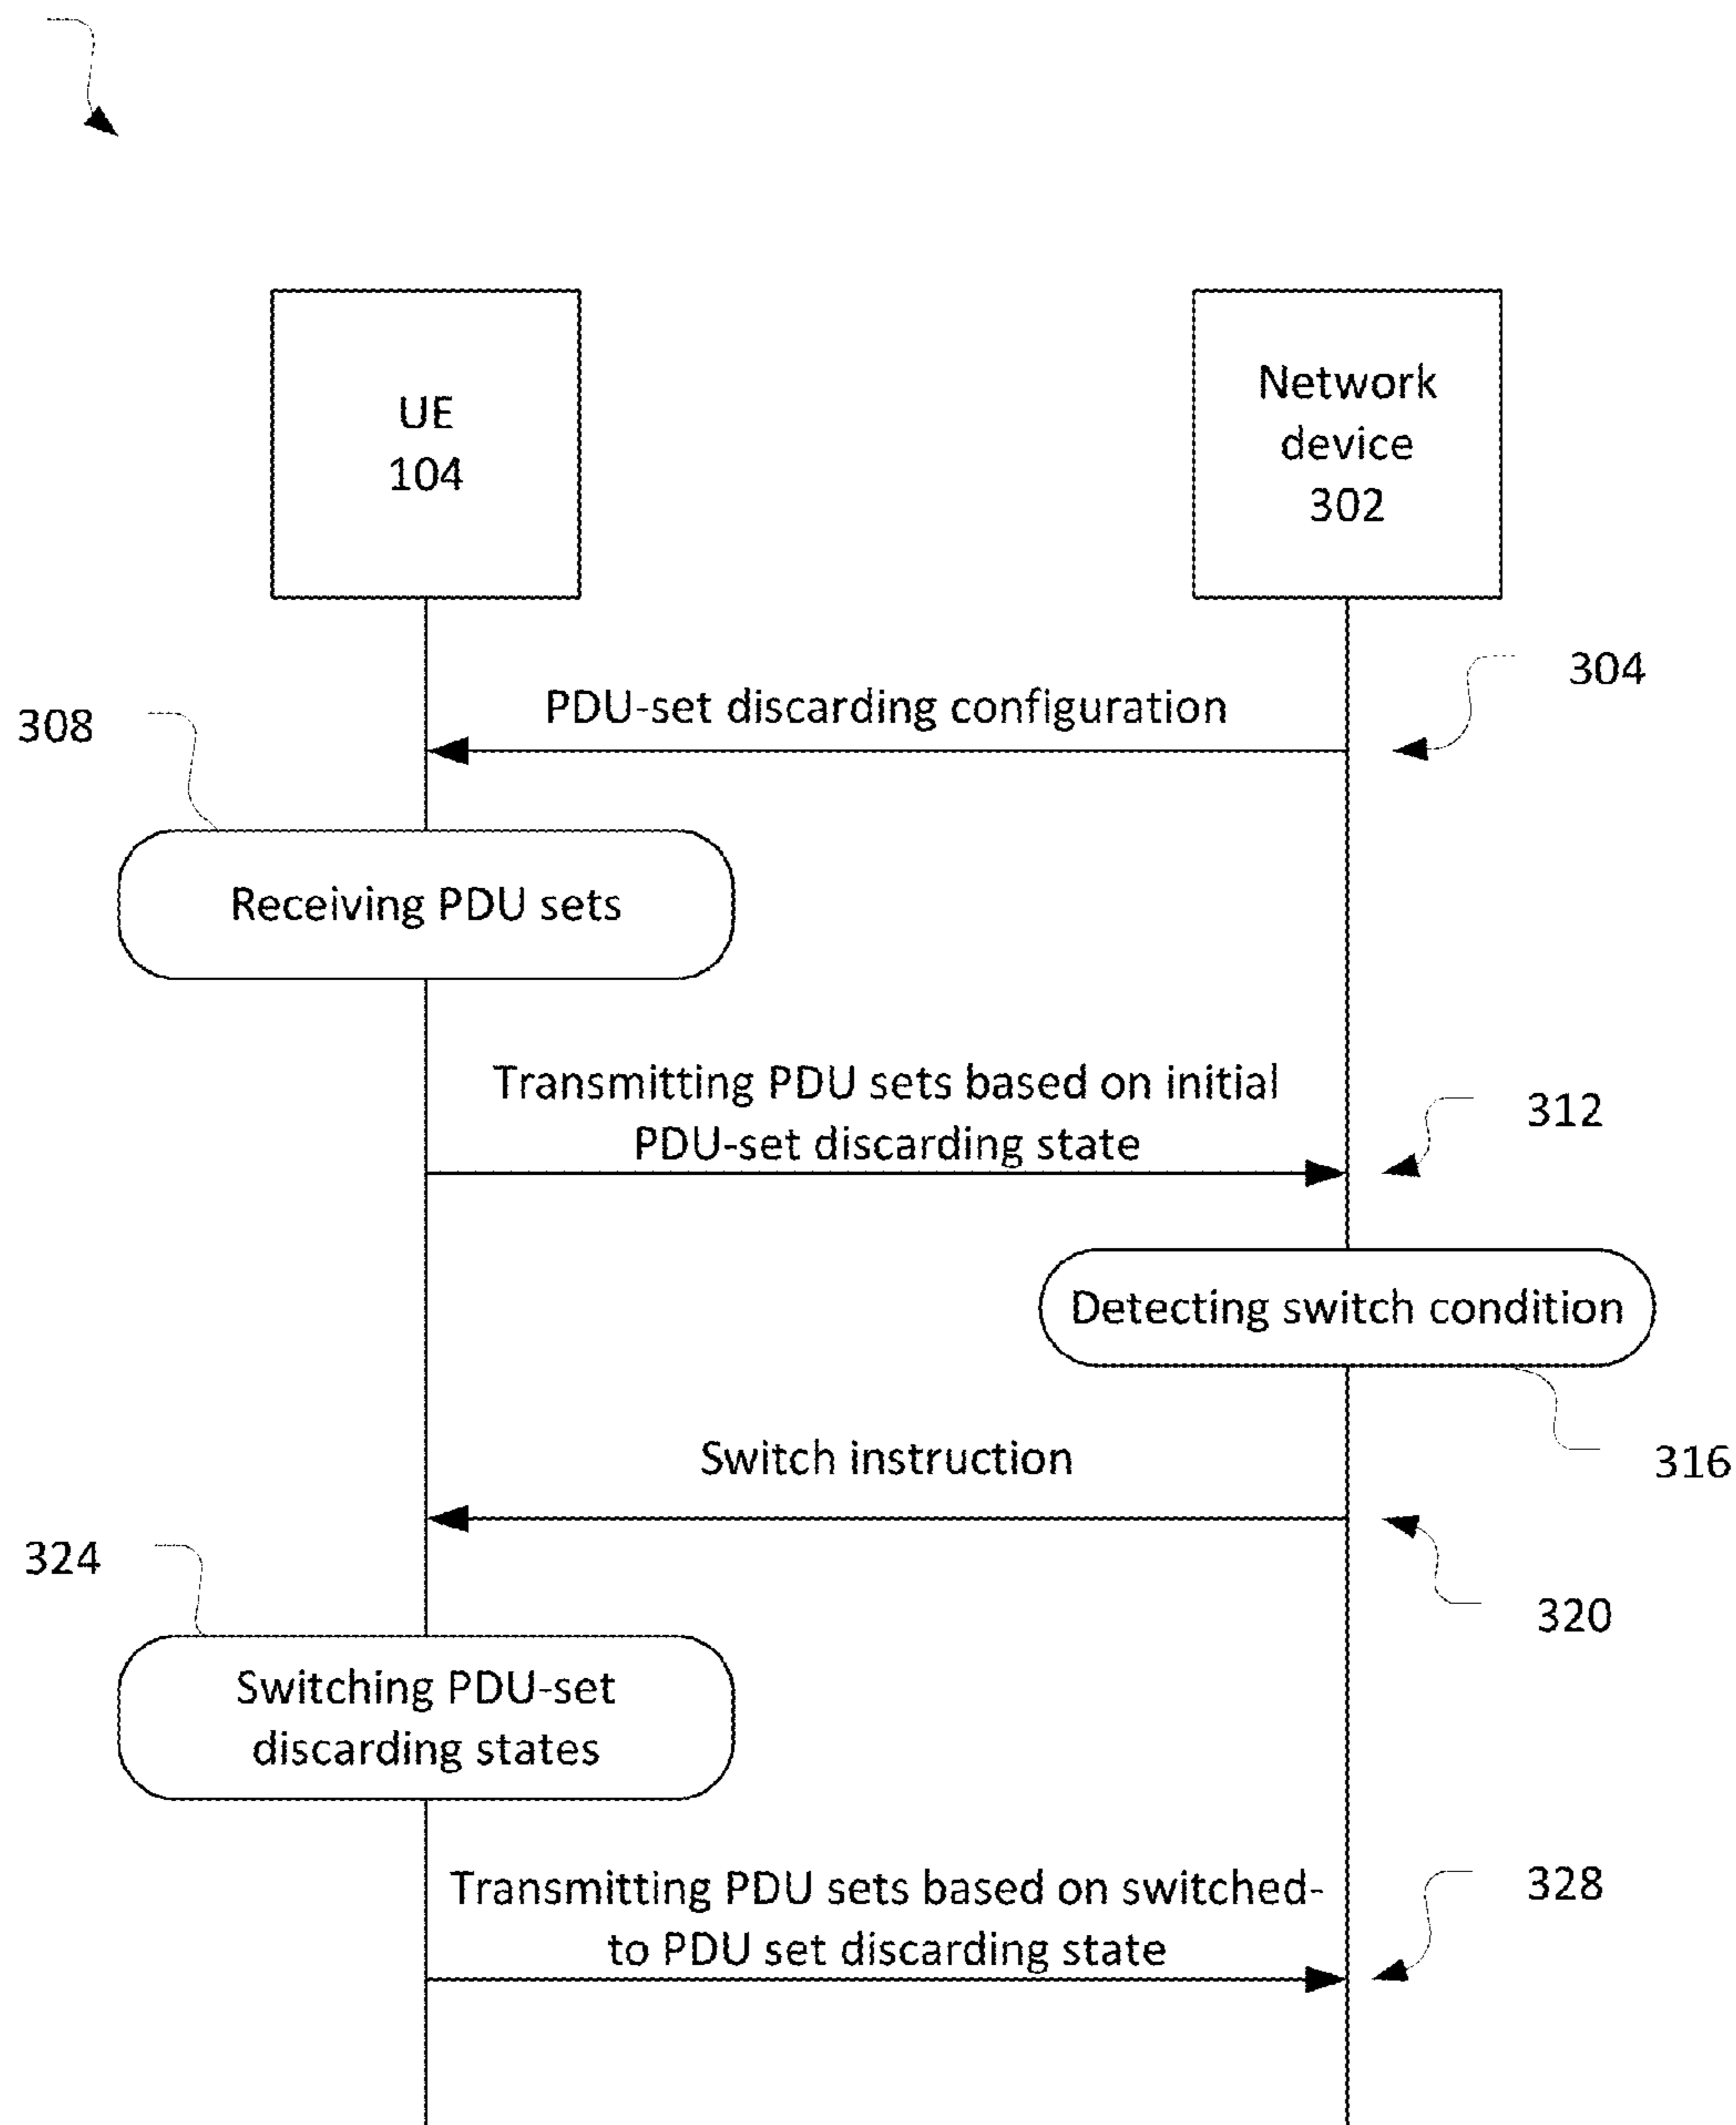 UE
104
Network
device
302
304
PDU-set discarding configuration
308
Receiving PDU sets
Transmitting PDU sets based on initial
PDU-set discarding state
312
Detecting switch condition
316
Switch instruction
320
324
Switching PDU-set
discarding states
Transmitting PDU sets based on switched-
to PDU set discarding state
328